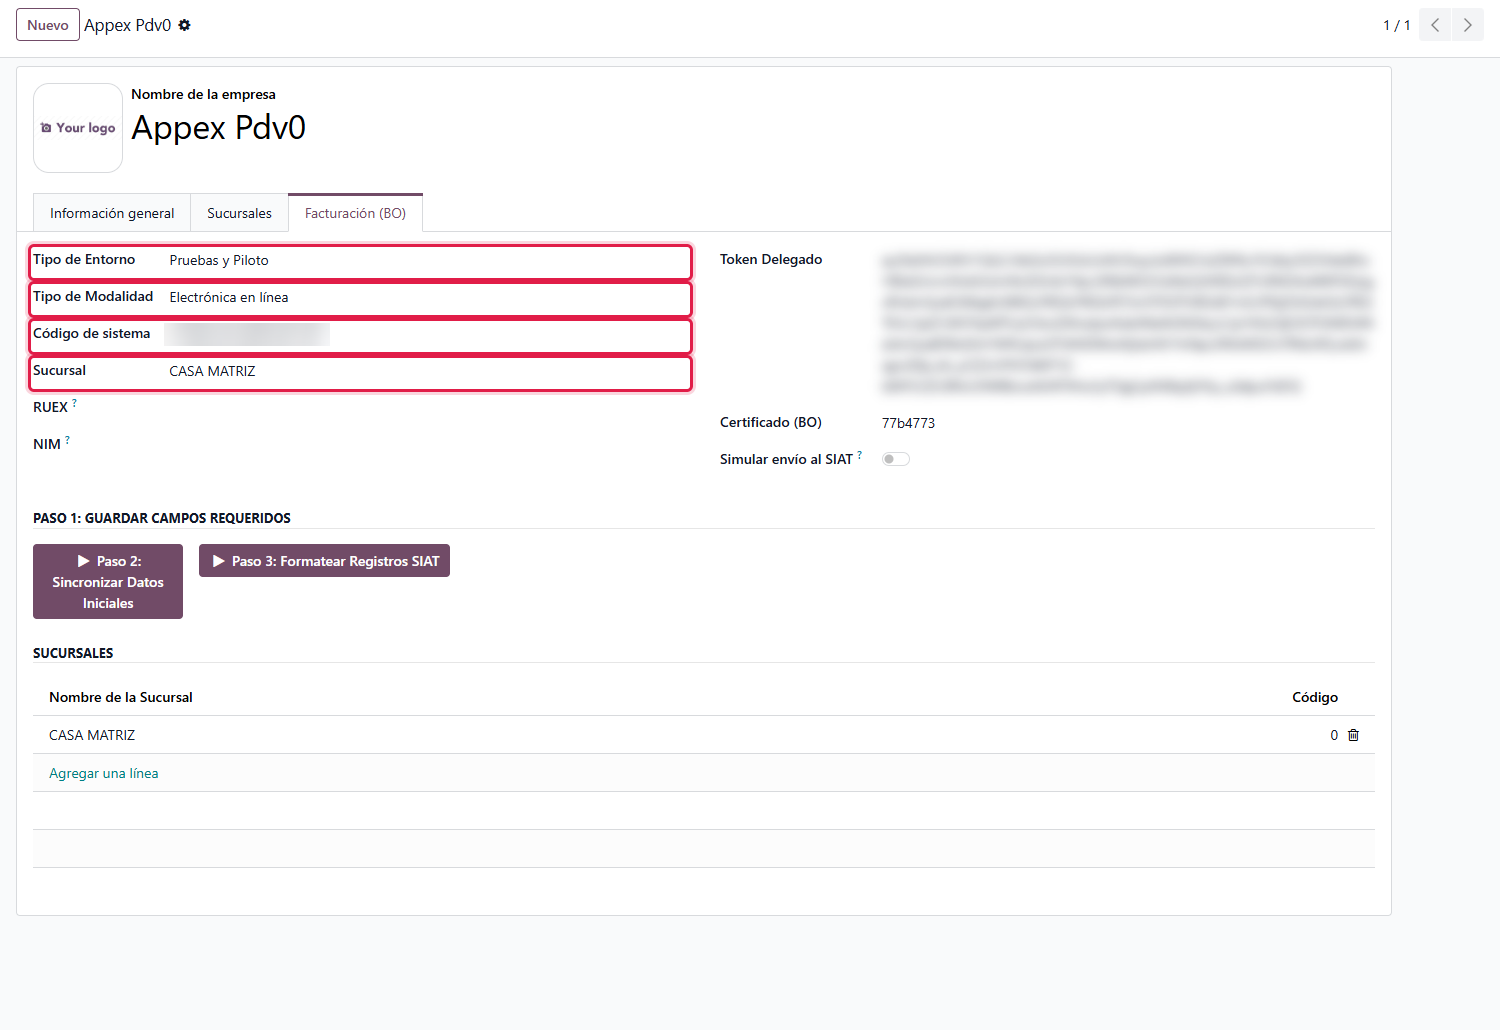 Nuevo Appex Pdv0 1 / 1
Nombre de la empresa
Your logo
Appex Pdv0
Información general Sucursales Facturación (BO)
Tipo de Entorno Pruebas y Piloto
Tipo de Modalidad Electrónica en línea
Código de sistema
Sucursal CASA MATRIZ
RUEX ?
NIM ?
Token Delegado
Certificado (BO) 77b4773
Simular envío al SIAT ?
PASO 1: GUARDAR CAMPOS REQUERIDOS
Paso 2:
Sincronizar Datos
Iniciales
Paso 3: Formatear Registros SIAT
SUCURSALES
Nombre de la Sucursal Código
CASA MATRIZ 0
Agregar una línea